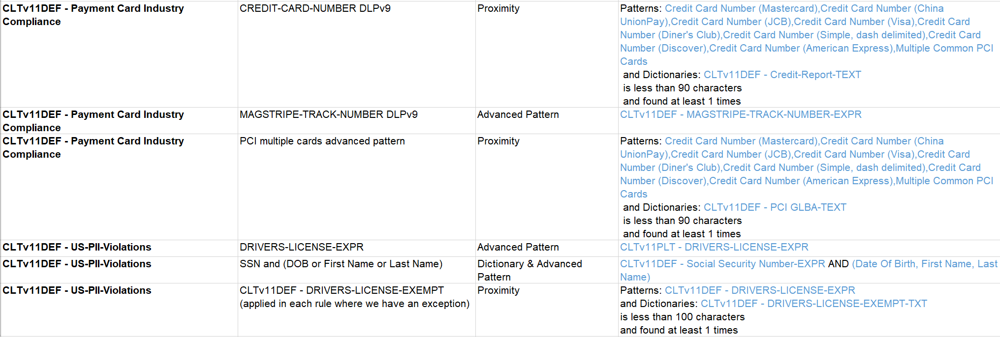 CLTv11DEF - Payment Card Industry
Compliance
CREDIT-CARD-NUMBER DLPv9
Proximity
Patterns: Credit Card Number (Mastercard),Credit Card Number (China
UnionPay),Credit Card Number (JCB),Credit Card Number (Visa),Credit Card
Number (Diner's Club),Credit Card Number (Simple, dash delimited),Credit Card
Number (Discover),Credit Card Number (American Express),Multiple Common PCI
Cards
and Dictionaries: CLTv11DEF - Credit-Report-TEXT
is less than 90 characters
and found at least 1 times
CLTv11DEF - Payment Card Industry
Compliance
MAGSTRIPE-TRACK-NUMBER DLPv9
Advanced Pattern
CLTv11DEF - MAGSTRIPE-TRACK-NUMBER-EXPR
CLTv11DEF - Payment Card Industry
Compliance
PCI multiple cards advanced pattern
Proximity
Patterns: Credit Card Number (Mastercard),Credit Card Number (China
UnionPay),Credit Card Number (JCB),Credit Card Number (Visa),Credit Card
Number (Diner's Club),Credit Card Number (Simple, dash delimited),Credit Card
Number (Discover),Credit Card Number (American Express),Multiple Common PCI
Cards
and Dictionaries: CLTv11DEF - PCI GLBA-TEXT
is less than 90 characters
and found at least 1 times
CLTv11DEF - US-PII-Violations
DRIVERS-LICENSE-EXPR
Advanced Pattern
CLTv11PLT - DRIVERS-LICENSE-EXPR
CLTv11DEF - US-PII-Violations
SSN and (DOB or First Name or Last Name)
Dictionary & Advanced
Pattern
CLTv11DEF - Social Security Number-EXPR AND (Date Of Birth, First Name, Last
Name)
CLTv11DEF - US-PII-Violations
CLTv11DEF - DRIVERS-LICENSE-EXEMPT
(applied in each rule where we have an exception)
Proximity
Patterns: CLTv11DEF - DRIVERS-LICENSE-EXPR
and Dictionaries: CLTv11DEF - DRIVERS-LICENSE-EXEMPT-TXT
is less than 100 characters
and found at least 1 times